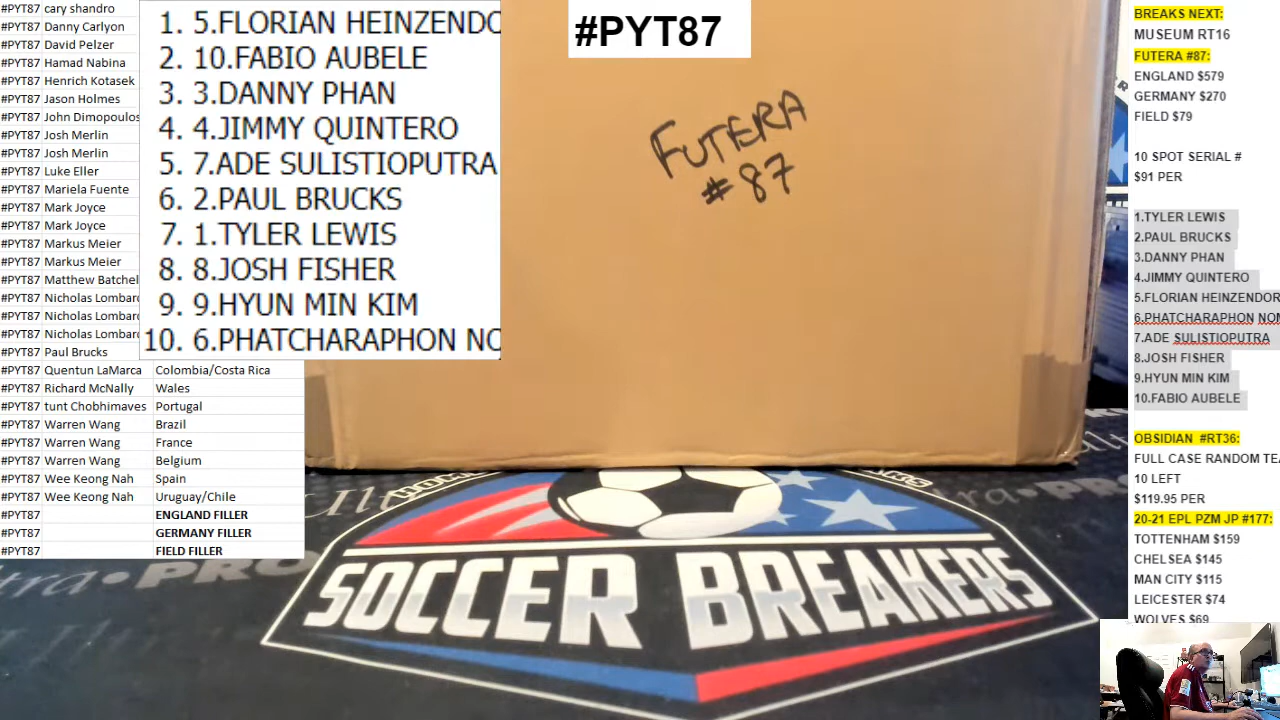 #PYT87 cary shandro
#PYT87 Danny Carlyon
#PYT87 David Pelzer
#PYT87 Hamad Nabina
#PYT87 Henrich Kotasek
#PYT87 Jason Holmes
#PYT87 John Dimopoulos
#PYT87 Josh Merlin
#PYT87 Josh Merlin
#PYT87 Luke Eller
#PYT87 Mariela Fuente
#PYT87 Mark Joyce
#PYT87 Mark Joyce
#PYT87 Markus Meier
#PYT87 Markus Meier
#PYT87 Matthew Batchel
#PYT87 Nicholas Lombard
#PYT87 Nicholas Lombard
#PYT87 Nicholas Lombard
#PYT87 Paul Brucks
#PYT87 Quentun LaMarca Colombia/Costa Rica
#PYT87 Richard McNally Wales
#PYT87 tunt Chobhimaves Portugal
#PYT87 Warren Wang Brazil
#PYT87 Warren Wang France
#PYT87 Warren Wang Belgium
#PYT87 Wee Keong Nah Spain
#PYT87 Wee Keong Nah Uruguay/Chile
#PYT87 ENGLAND FILLER
#PYT87 GERMANY FILLER
#PYT87 FIELD FILLER
1. 5.FLORIAN HEINZENDO
2. 10.FABIO AUBELE
3. 3.DANNY PHAN
4. 4.JIMMY QUINTERO
5. 7.ADE SULISTIOPUTRA
6. 2.PAUL BRUCKS
7. 1.TYLER LEWIS
8. 8.JOSH FISHER
9. 9.HYUN MIN KIM
10. 6.PHATCHARAPHON NO
#PYT87
FUTERA
#87
SOCCER BREAKERS
BREAKS NEXT:
MUSEUM RT16
FUTERA #87:
ENGLAND $579
GERMANY $270
FIELD $79
10 SPOT SERIAL #
$91 PER
1.TYLER LEWIS
2.PAUL BRUCKS
3.DANNY PHAN
4.JIMMY QUINTERO
5.FLORIAN HEINZENDOR
6.PHATCHARAPHON NON
7.ADE SULISTIOPUTRA
8.JOSH FISHER
9.HYUN MIN KIM
10.FABIO AUBELE
OBSIDIAN #RT36:
FULL CASE RANDOM TEA
10 LEFT
$119.95 PER
20-21 EPL PZM JP #177:
TOTTENHAM $159
CHELSEA $145
MAN CITY $115
LEICESTER $74
WOLVES $69